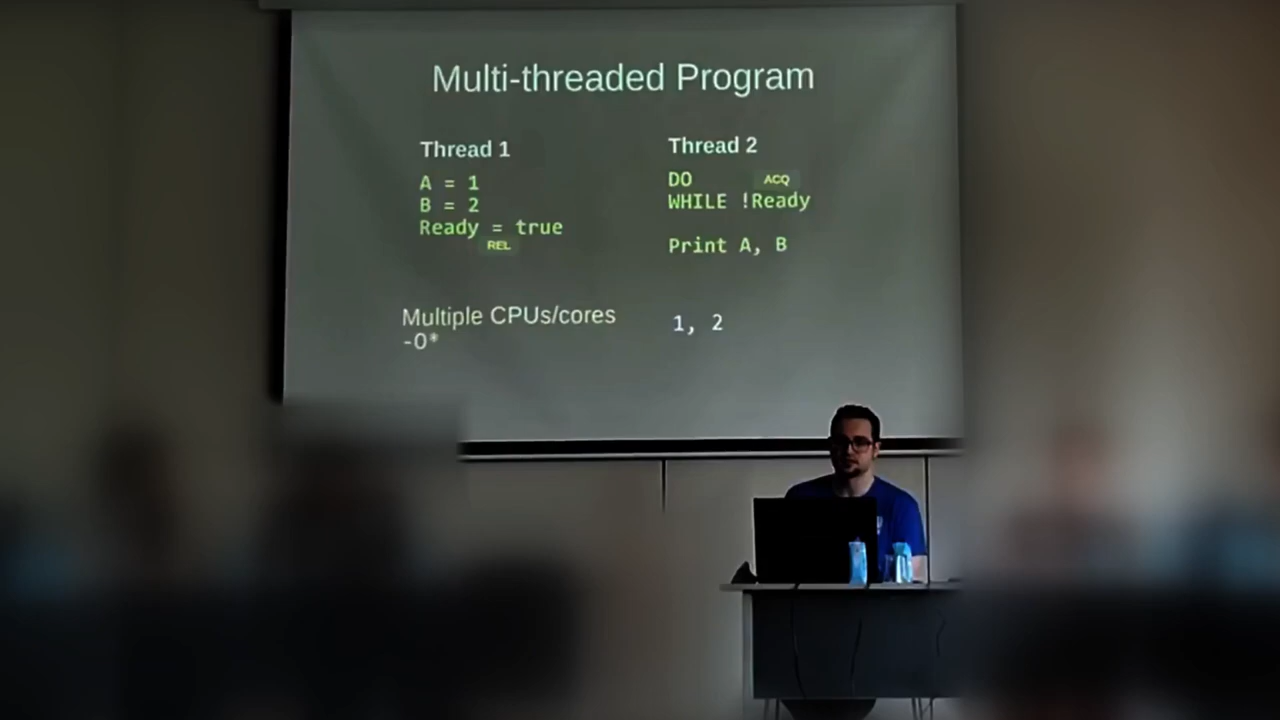 Multi-threaded Program
Thread 1
A = 1
B = 2
Ready = true
REL
Thread 2
DO
ACQ
WHILE !Ready
Print A, B
Multiple CPUs/cores
-O*
1, 2